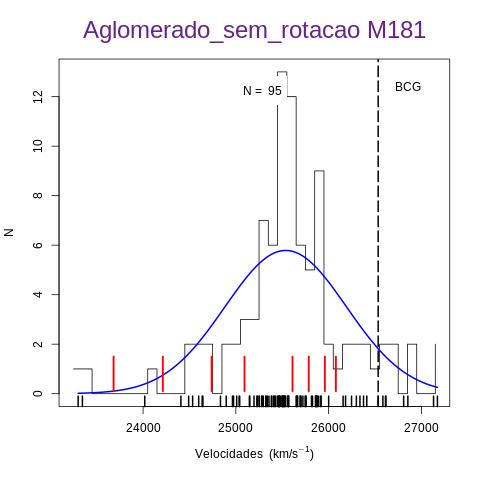 Aglomerado_sem_rotacao M181
N = 95
BCG
12
10
8
6
4
2
0
N
24000 25000 26000 27000
Velocidades (km/s⁻¹)